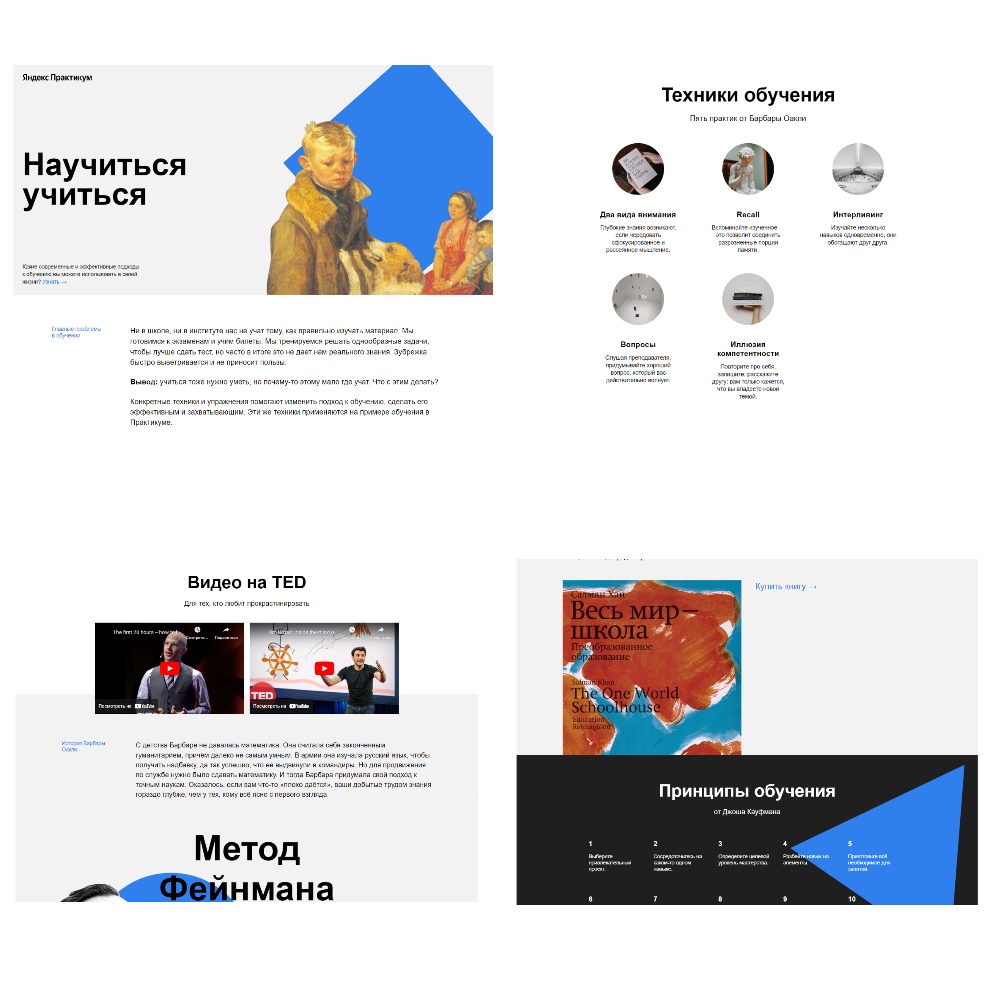 Яндекс Практикум
Научиться
учиться
Какие современные и эффективные подходы
к обучению вы можете использовать в своей
жизни? Узнать →
Главные проблемы
в обучении
Ни в школе, ни в институте нас не учат тому, как правильно изучать материал. Мы
готовимся к экзаменам и учим билеты. Мы тренируемся решать однообразные задачи,
чтобы лучше сдать тест, но часто в итоге это не дает нам реального знания. Зубрежка
быстро выветривается и не приносит пользы.
Вывод: учиться тоже нужно уметь, но почему-то этому мало где учат. Что с этим делать?
Конкретные техники и упражнения помогают изменить подход к обучению, сделать его
эффективным и захватывающим. Эти же техники применяются на примере обучения в
Практикуме.
Техники обучения
Пять практик от Барбары Оакли
Два вида внимания
Глубокие знания возникают,
если чередовать
сфокусированное и
рассеянное мышление.
Recall
Вспоминайте изученное
это позволит соединить
разрозненные порции
памяти.
Интерливинг
Изучайте несколько
навыков одновременно, они
обогащают друг друга
Вопросы
Слушая преподавателя,
придумывайте хороший
вопрос, который вас
действительно волнует.
Иллюзия
компетентности
Повторите про себя,
запишите, расскажите
другу: вам только кажется,
что вы владеете новой
темой.
Видео на TED
Для тех, кто любит прокрастинировать
The first 20 hours – how to l
Посмотреть на YouTube
inside the mind o
TED
Посмотреть на YouTube
История Барбары
Оакли
С детства Барбаре не давалась математика. Она считала себя законченным
гуманитарием, причём далеко не самым умным. В армии она изучала русский язык, чтобы
получить надбавку, да так успешно, что её выдвинули в командиры. Но для продвижения
по службе нужно было сдавать математику. И тогда Барбара придумала свой подход к
точным наукам. Оказалось, если вам что-то «плохо даётся», ваши добытые трудом знания
гораздо глубже, чем у тех, кому всё ясно с первого взгляда.
Метод
Фейнмана
Купить книгу →
Салман Хан
Весь мир—
школа
Преобразованное
образование
Salman Khan
The One World
Schoolhouse
Education
Reimagined
Принципы обучения
от Джоша Кауфмана
1
Выберите
привлекательный
проект.
2
Сосредоточьтесь на
каком-то одном
навыке.
3
Определите целевой
уровень мастерства.
4
Разбейте навык на
элементы.
5
Приготовьте всё
необходимое для
занятий.
6
7
8
9
10